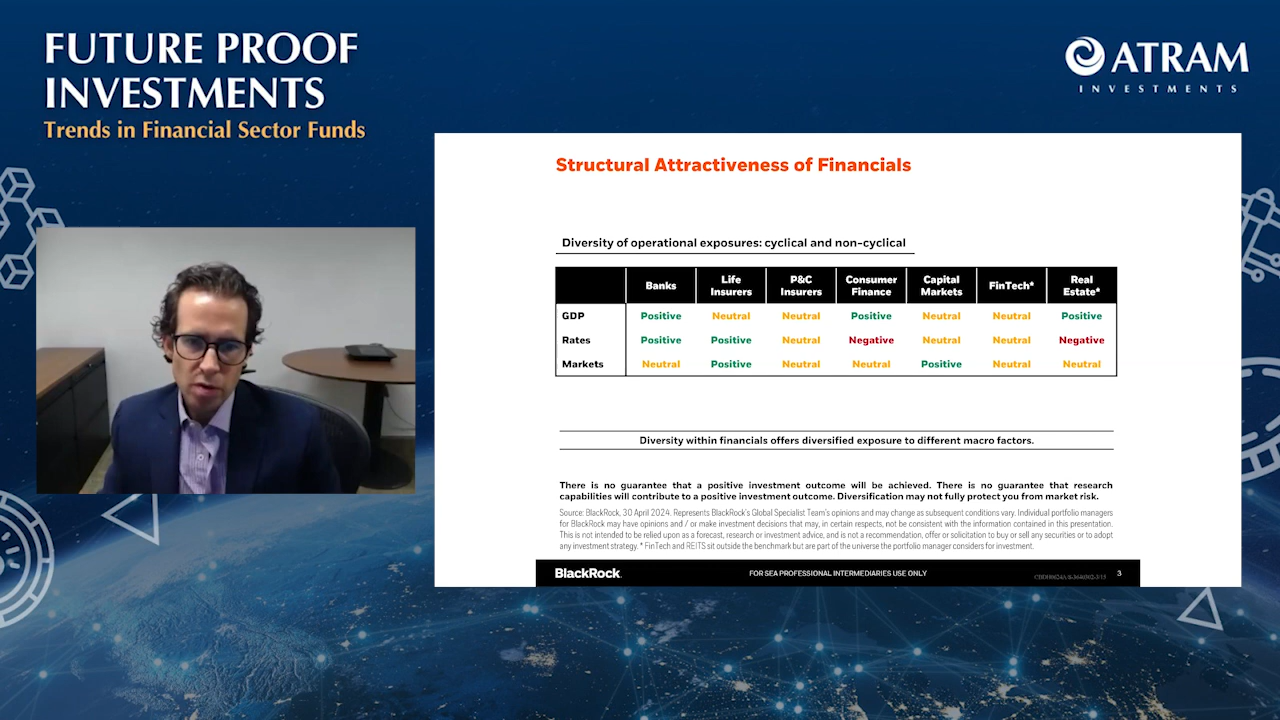 FUTURE PROOF
INVESTMENTS
Trends in Financial Sector Funds
ATRAM
INVESTMENTS
Structural Attractiveness of Financials
Diversity of operational exposures: cyclical and non-cyclical
Banks Life Insurers P&C Insurers Consumer Finance Capital Markets FinTech* Real Estate*
GDP Positive Neutral Neutral Positive Neutral Neutral Positive
Rates Positive Positive Neutral Negative Neutral Neutral Negative
Markets Neutral Positive Neutral Neutral Positive Neutral Neutral
Diversity within financials offers diversified exposure to different macro factors.
There is no guarantee that a positive investment outcome will be achieved. There is no guarantee that research
capabilities will contribute to a positive investment outcome. Diversification may not fully protect you from market risk.
Source: BlackRock, 30 April 2024. Represents BlackRock's Global Specialist Team's opinions and may change as subsequent conditions vary. Individual portfolio managers
for BlackRock may have opinions and / or make investment decisions that may, in certain respects, not be consistent with the information contained in this presentation.
This is not intended to be relied upon as a forecast, research or investment advice, and is not a recommendation, offer or solicitation to buy or sell any securities or to adopt
any investment strategy. * FinTech and REITS sit outside the benchmark but are part of the universe the portfolio manager considers for investment.
BlackRock. FOR SEA PROFESSIONAL INTERMEDIARIES USE ONLY 3